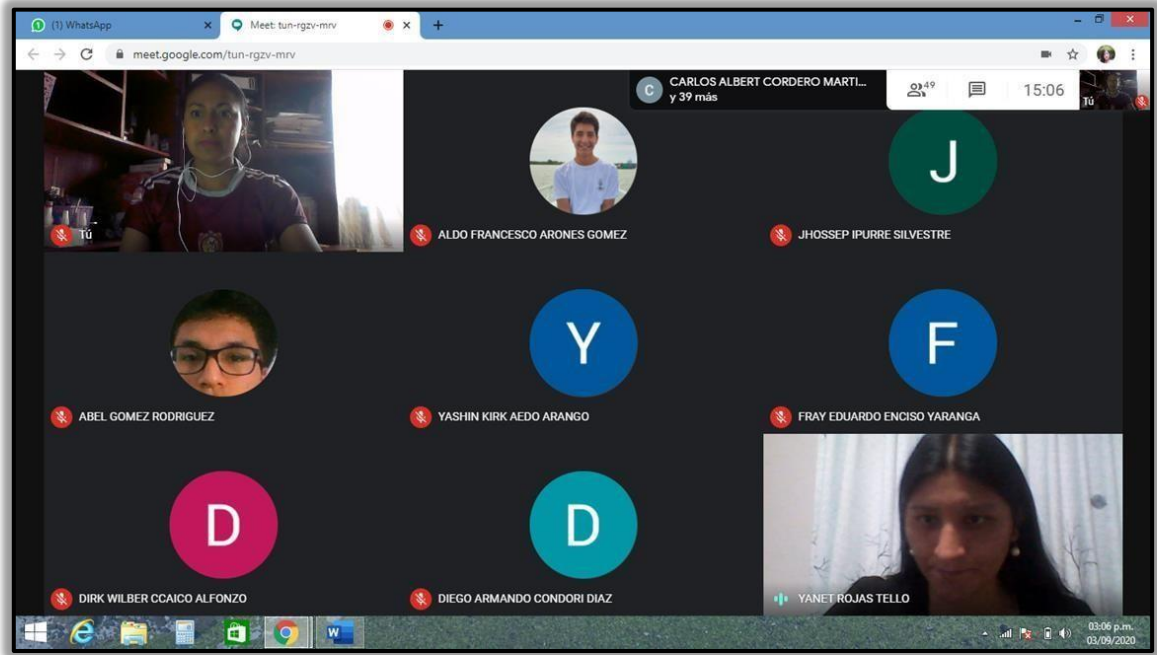 (1) WhatsApp
Meet: tun-rgzv-mrv
meet.google.com/tun-rgzv-mrv
C
CARLOS ALBERT CORDERO MARTI...
y 39 más
49
15:06
Tú
Tú
ALDO FRANCESCO ARONES GOMEZ
J
JHOSSEP IPURRE SILVESTRE
ABEL GOMEZ RODRIGUEZ
Y
YASHIN KIRK AEDO ARANGO
F
FRAY EDUARDO ENCISO YARANGA
D
DIRK WILBER CCAICO ALFONZO
D
DIEGO ARMANDO CONDORI DIAZ
YANET ROJAS TELLO
W
03:06 p.m.
03/09/2020